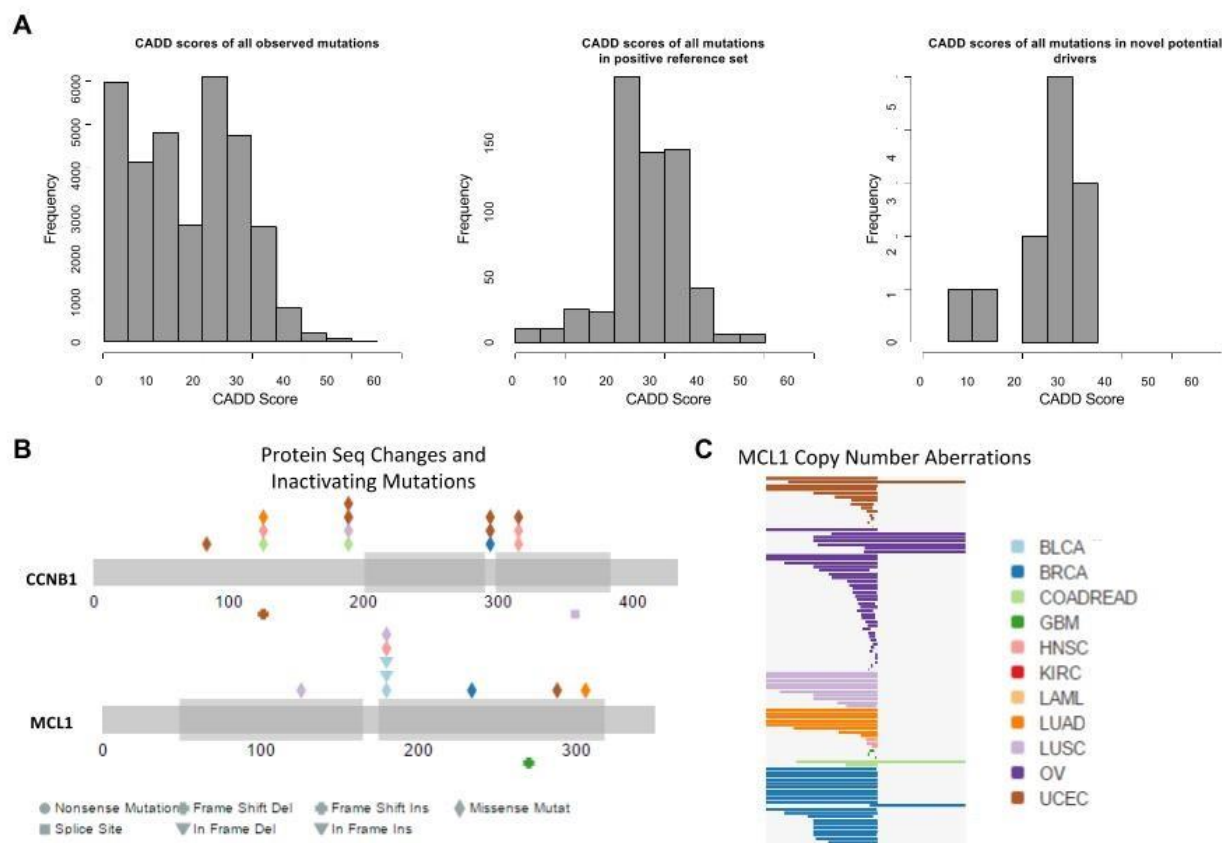 A
CADD scores of all observed mutations
Frequency
0 1000 2000 3000 4000 5000 6000
0 10 20 30 40 50 60
CADD Score
CADD scores of all mutations
in positive reference set
Frequency
0 50 100 150
0 10 20 30 40 50 60
CADD Score
CADD scores of all mutations in novel potential
drivers
Frequency
0 1 2 3 4 5
0 10 20 30 40 50 60
CADD Score
B
Protein Seq Changes and
Inactivating Mutations
CCNB1
0 100 200 300 400
MCL1
0 100 200 300
Nonsense Mutation Frame Shift Del Frame Shift Ins Missense Mutat
Splice Site In Frame Del In Frame Ins
C
MCL1 Copy Number Aberrations
BLCA
BRCA
COADREAD
GBM
HNSC
KIRC
LAML
LUAD
LUSC
OV
UCEC